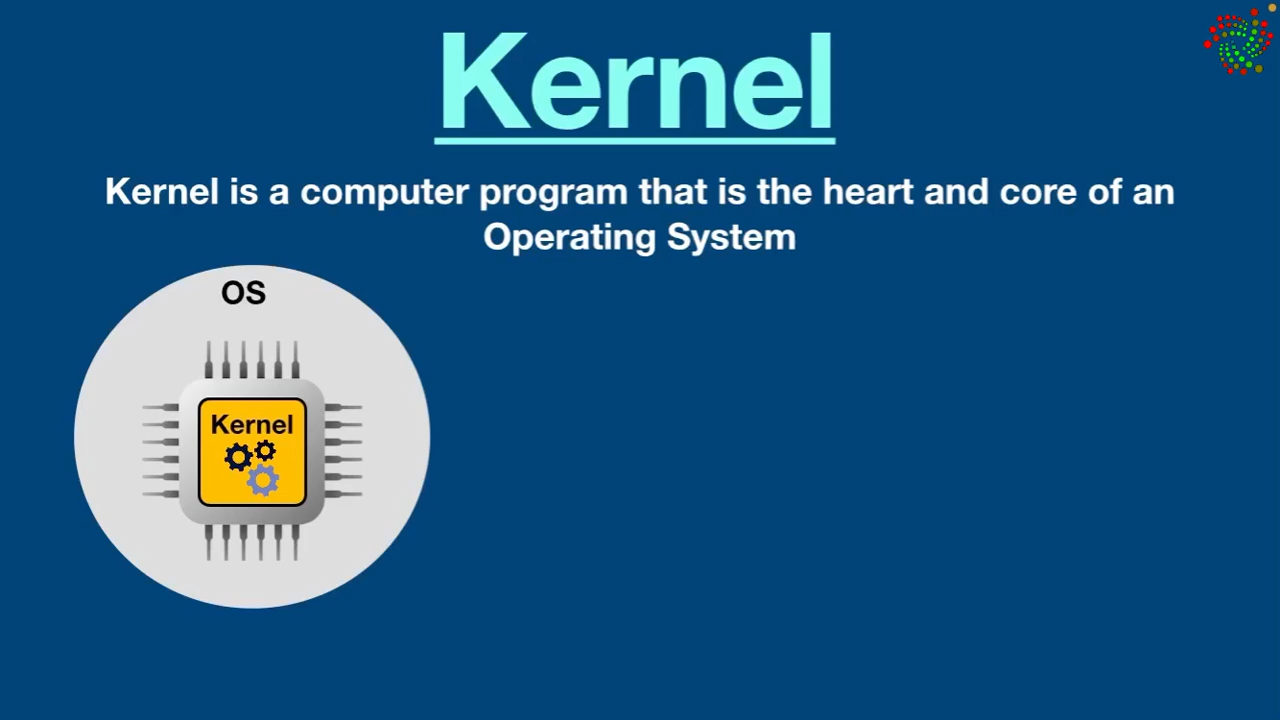 Kernel
Kernel is a computer program that is the heart and core of an
Operating System
OS
Kernel